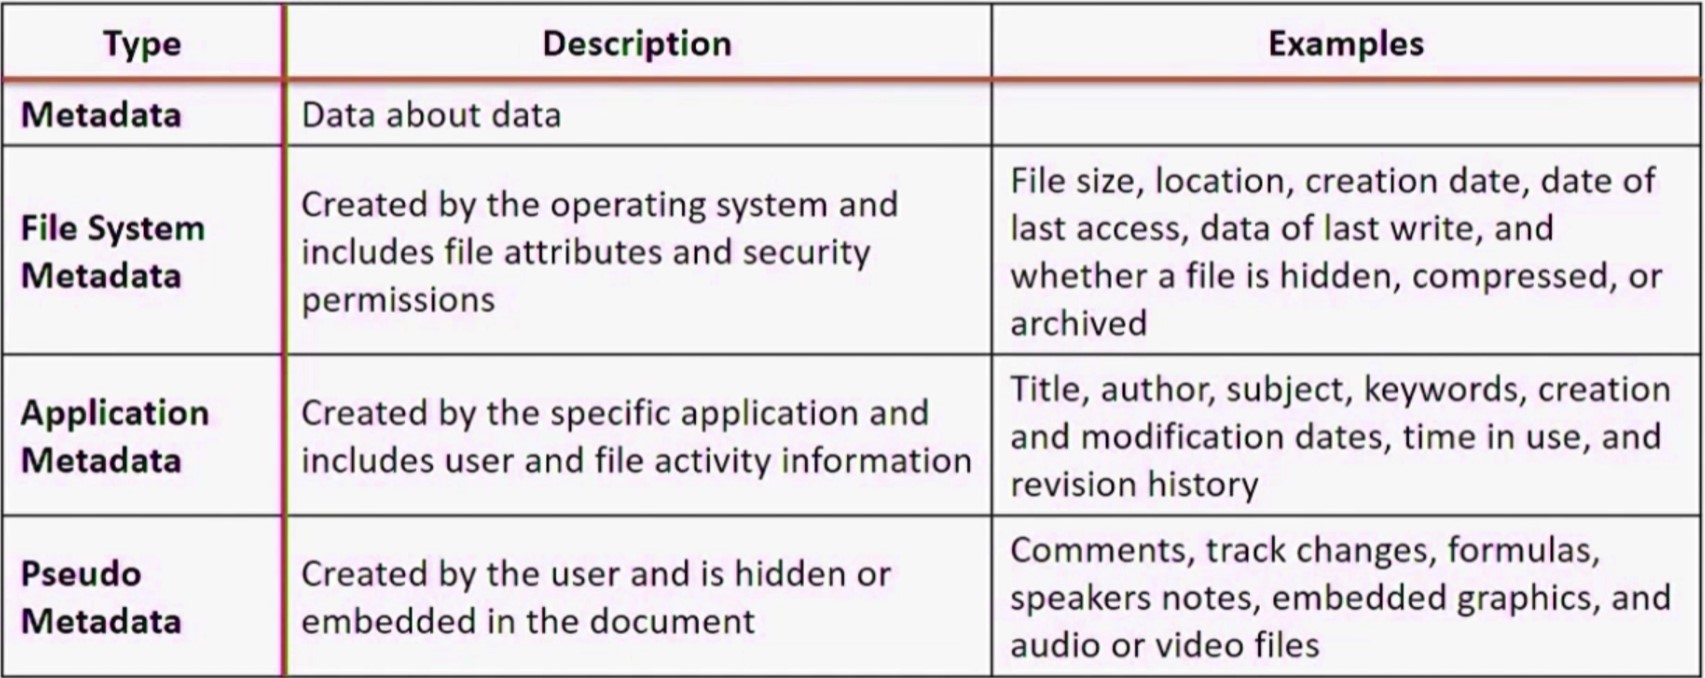 Type
Description
Examples
Metadata
Data about data
File System
Metadata
Created by the operating system and
includes file attributes and security
permissions
File size, location, creation date, date of
last access, data of last write, and
whether a file is hidden, compressed, or
archived
Application
Metadata
Created by the specific application and
includes user and file activity information
Title, author, subject, keywords, creation
and modification dates, time in use, and
revision history
Pseudo
Metadata
Created by the user and is hidden or
embedded in the document
Comments, track changes, formulas,
speakers notes, embedded graphics, and
audio or video files